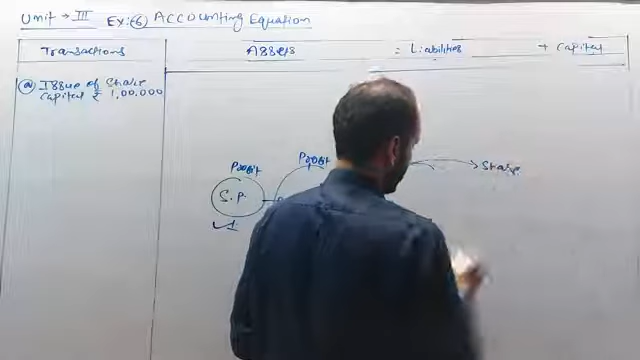 Unit → III Ex:⑥ Accounting Equation
Transactions Assets = Liabilities + Capital
ⓐ Issue of Share
Capital ₹ 1,00,000
Profit Profit Share
S.P.
✓1